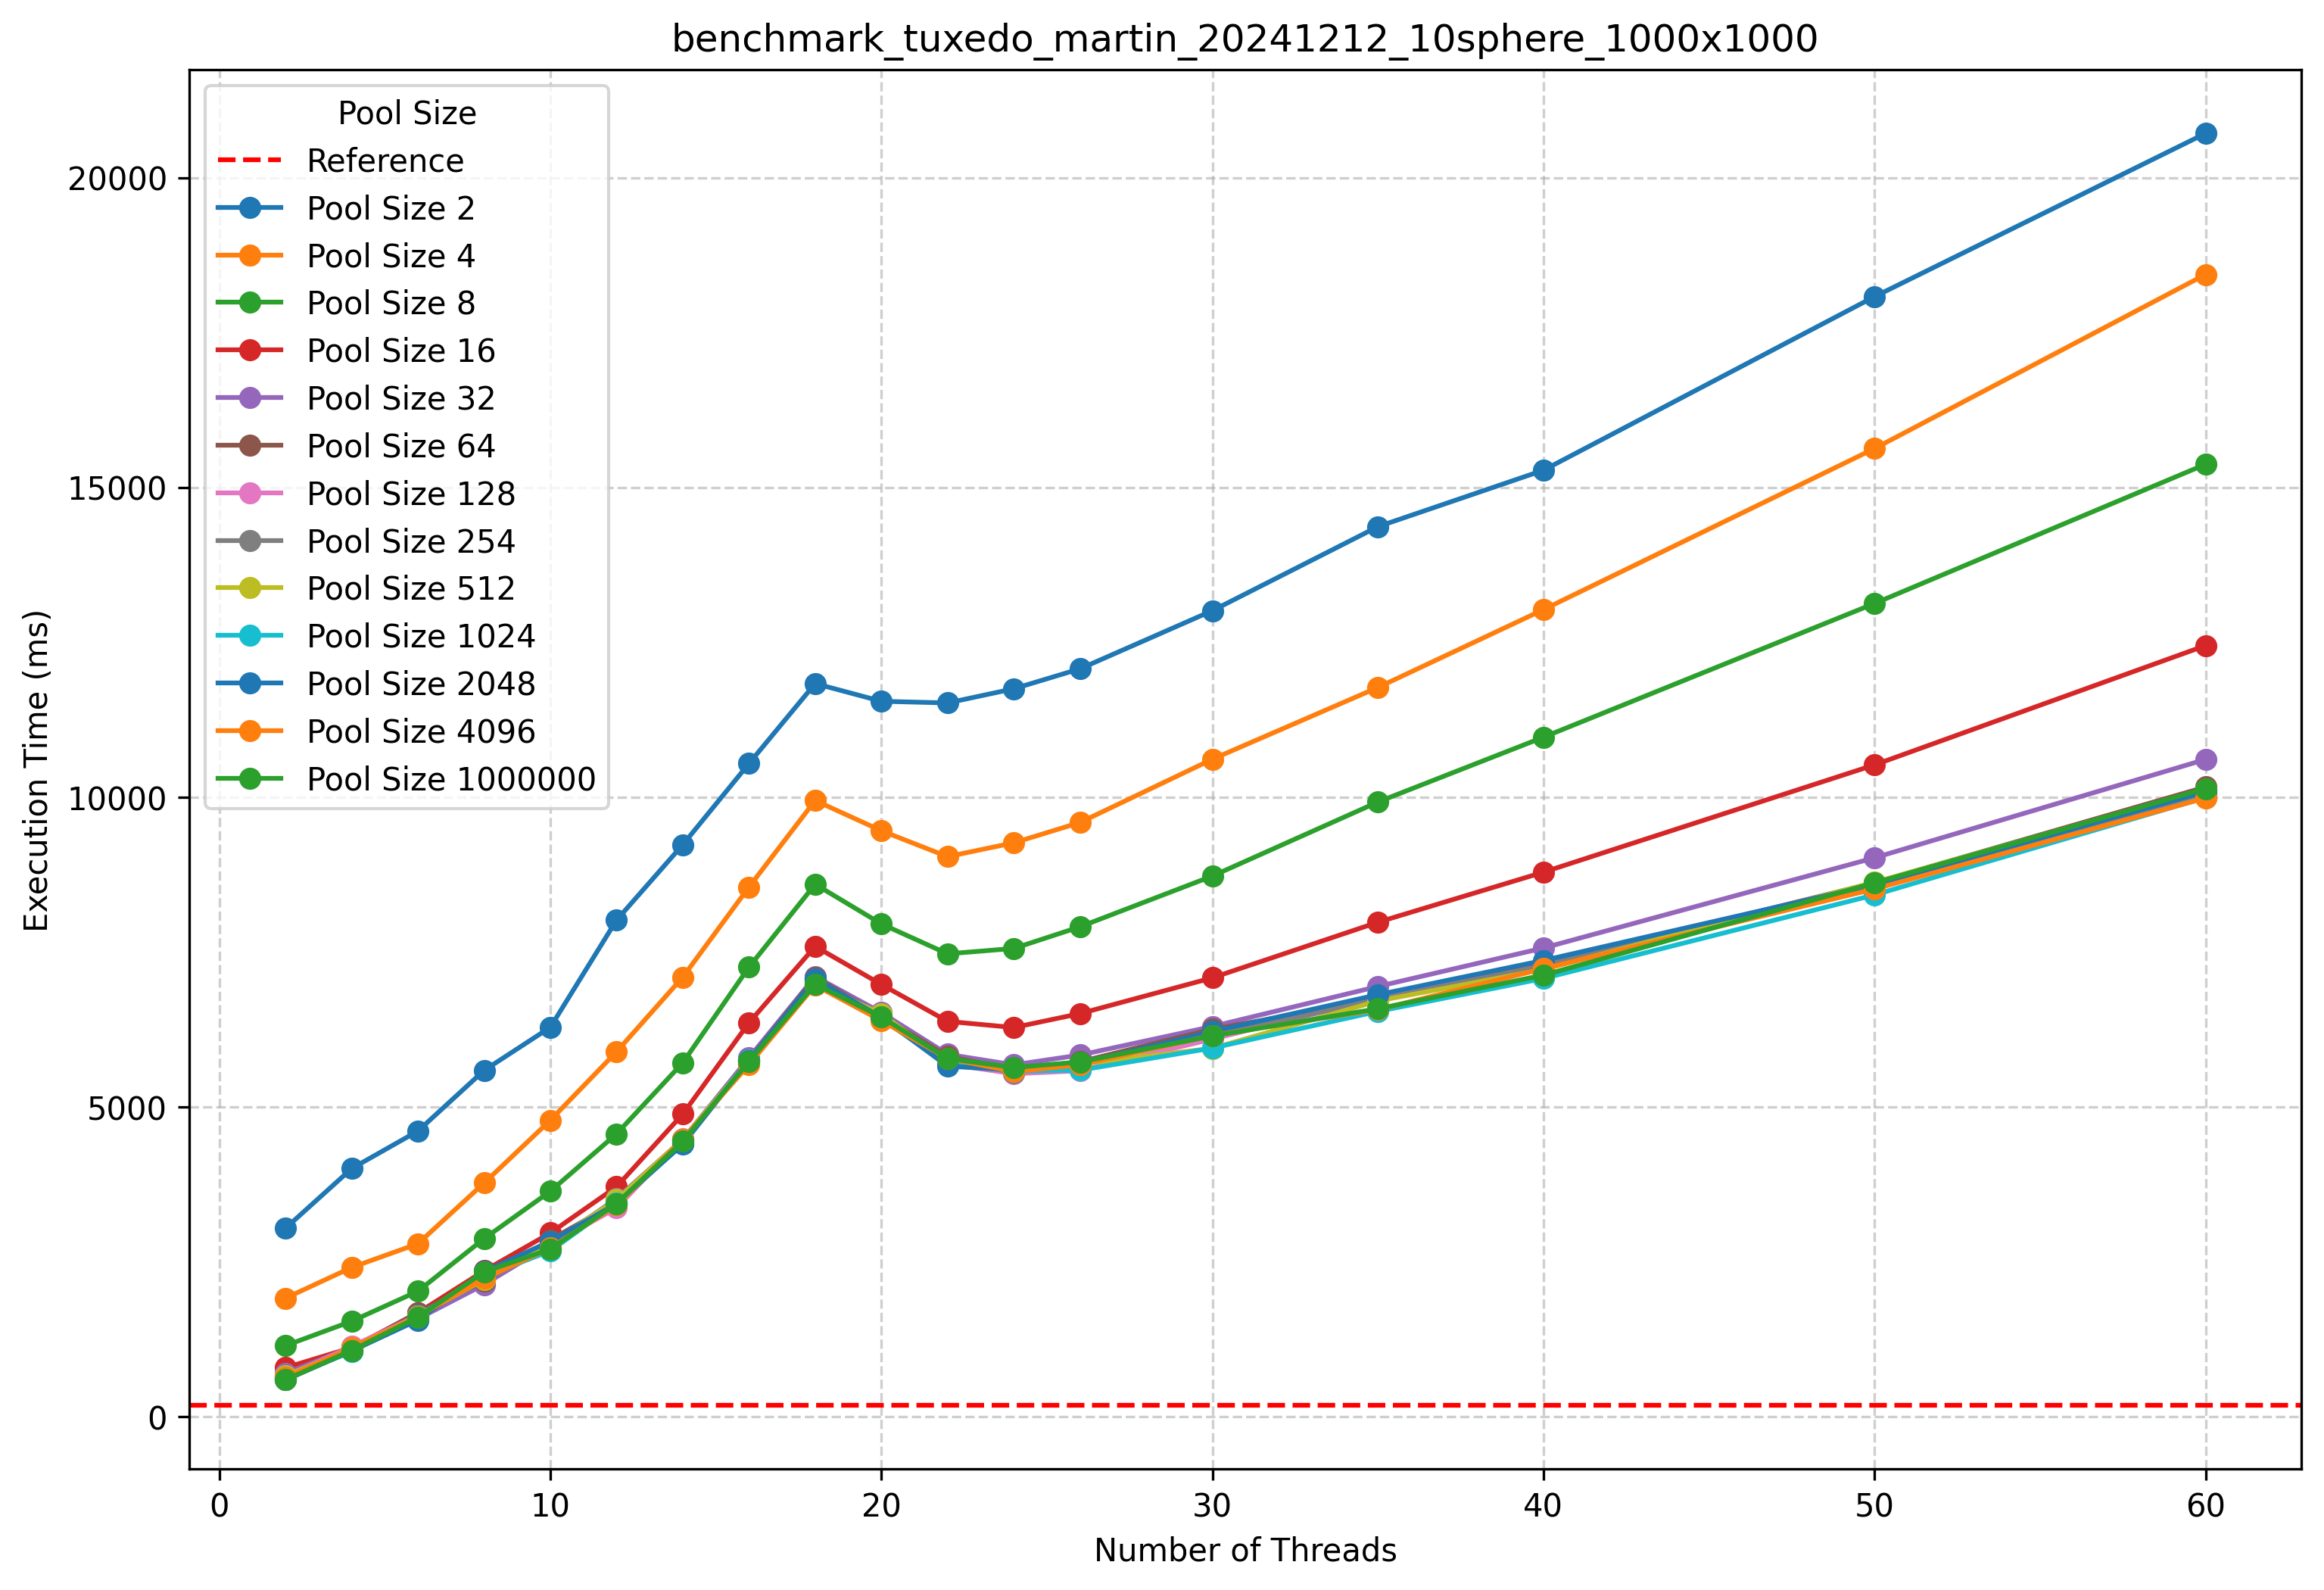 benchmark_tuxedo_martin_20241212_10sphere_1000x1000
Pool Size
Reference
Pool Size 2
Pool Size 4
Pool Size 8
Pool Size 16
Pool Size 32
Pool Size 64
Pool Size 128
Pool Size 254
Pool Size 512
Pool Size 1024
Pool Size 2048
Pool Size 4096
Pool Size 1000000
20000
15000
10000
5000
0
Execution Time (ms)
0 10 20 30 40 50 60
Number of Threads